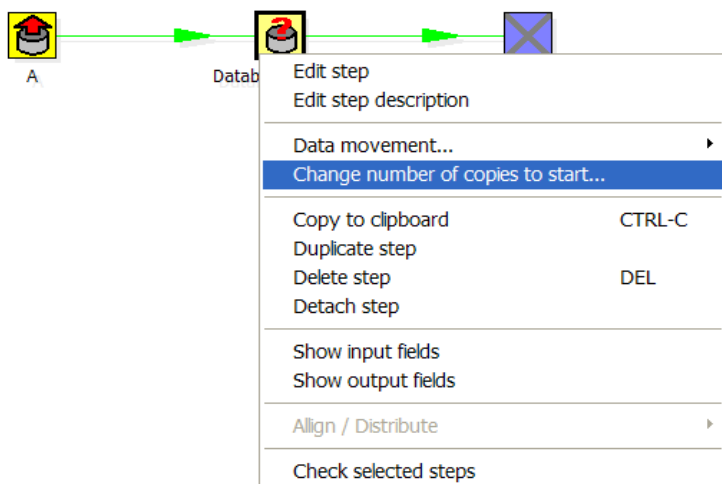 A
Datab
Edit step
Edit step description
Data movement...
Change number of copies to start...
Copy to clipboard CTRL-C
Duplicate step
Delete step DEL
Detach step
Show input fields
Show output fields
Allign / Distribute
Check selected steps